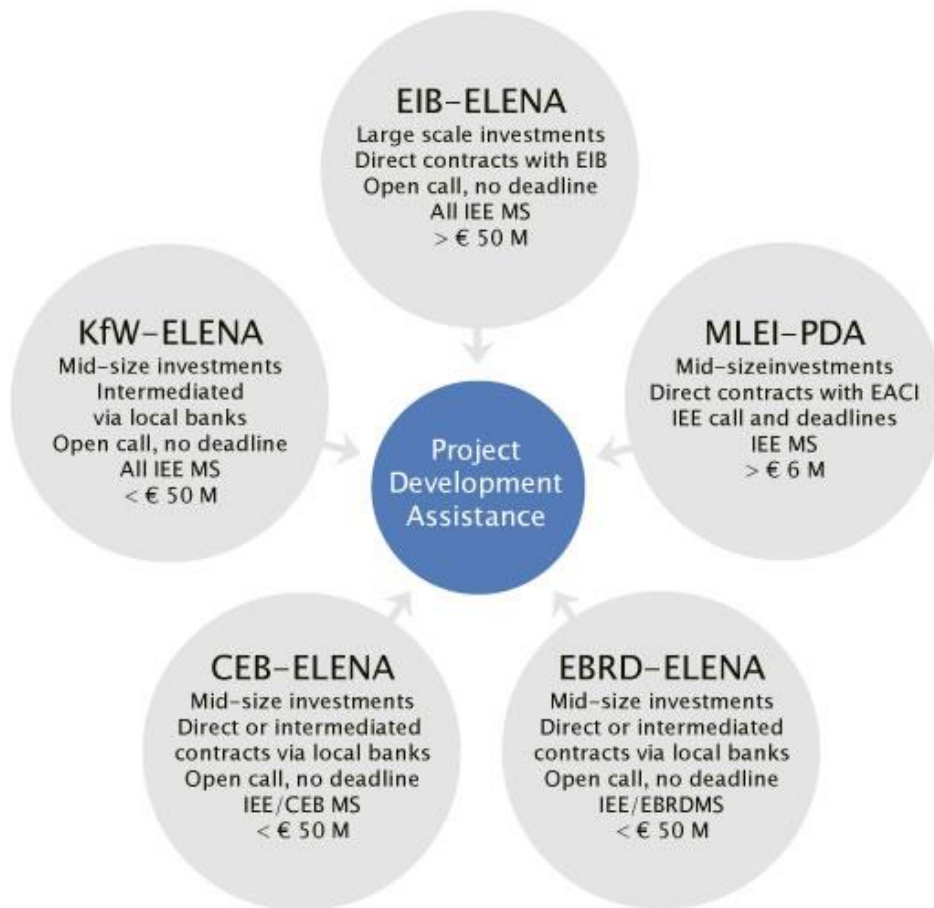 EIB-ELENA
Large scale investments
Direct contracts with EIB
Open call, no deadline
All IEE MS
> € 50 M
KfW-ELENA
Mid-size investments
Intermediated
via local banks
Open call, no deadline
All IEE MS
< € 50 M
MLEI-PDA
Mid-sizeinvestments
Direct contracts with EACI
IEE call and deadlines
IEE MS
> € 6 M
Project
Development
Assistance
CEB-ELENA
Mid-size investments
Direct or intermediated
contracts via local banks
Open call, no deadline
IEE/CEB MS
< € 50 M
EBRD-ELENA
Mid-size investments
Direct or intermediated
contracts via local banks
Open call, no deadline
IEE/EBRDMS
< € 50 M